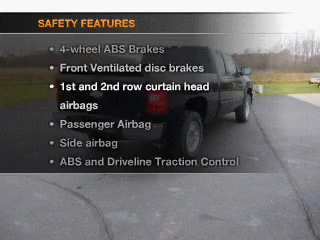 SAFETY FEATURES
• 4-wheel ABS Brakes
• Front Ventilated disc brakes
• 1st and 2nd row curtain head
airbags
• Passenger Airbag
• Side airbag
• ABS and Driveline Traction Control